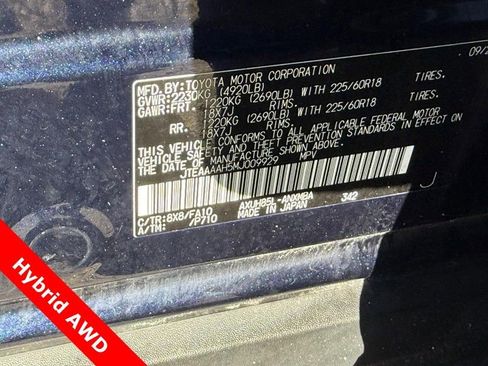 MFD.BY:TOYOTA MOTOR CORPORATION 09/2
GVWR:2230KG (4920LB)
GAWR:FRT. 1220KG (2690LB) WITH 225/60R18 TIRES.
18X7J RIMS.
RR. 1220KG (2690LB) WITH 225/60R18 TIRES.
18X7J RIMS.
THIS VEHICLE CONFORMS TO ALL APPLICABLE FEDERAL MOTOR
VEHICLE SAFETY AND THEFT PREVENTION STANDARDS IN EFFECT ON
THE DATE OF MANUFACTURE SHOWN ABOVE.
JTEAAAAH5MJ009929 MPV
C/TR:8X8/FA10 AXUH85L-ANXMBA 342
A/TM: /P710 MADE IN JAPAN
J
Hybrid AWD